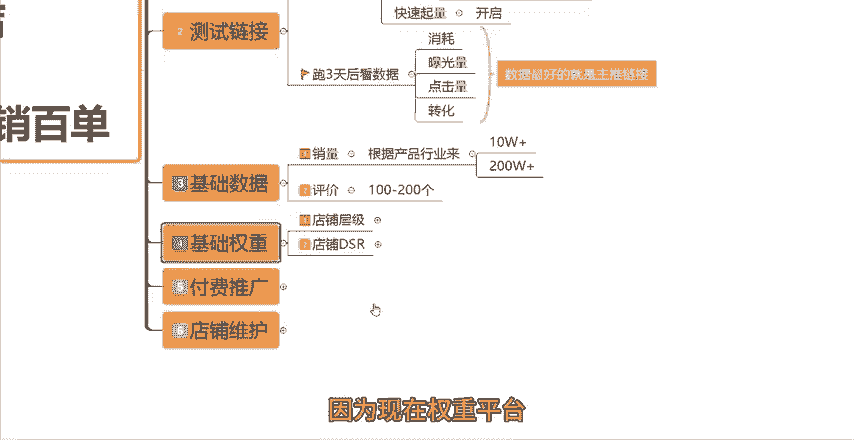 销百单
快速起量 开启
2 测试链接
消耗
跑3天后看数据
曝光量
数据最好的就是主推链接
点击量
转化
10W+
销量 根据产品行业来
200W+
基础数据
评价 100-200个
店铺层级
基础权重
店铺DSR
付费推广
店铺维护
因为现在权重平台